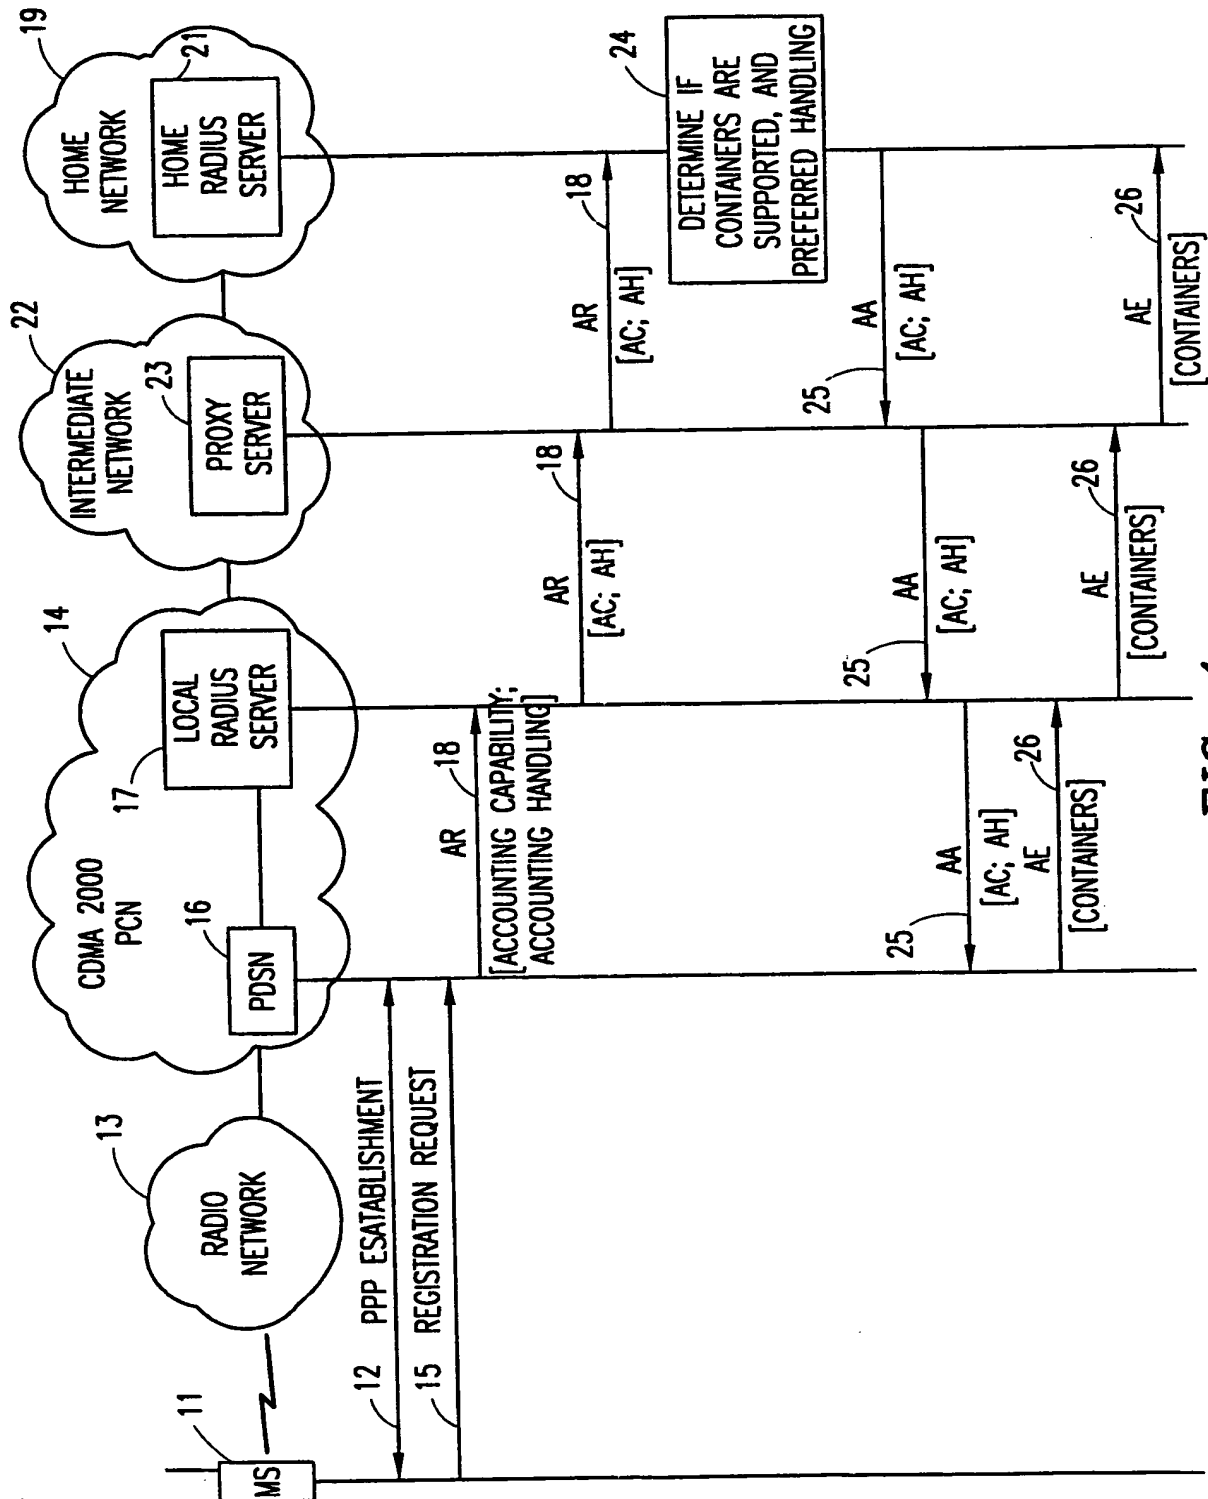 11
MS
13
RADIO
NETWORK
14
CDMA 2000
PCN
16
PDSN
17
LOCAL
RADIUS
SERVER
22
INTERMEDIATE
NETWORK
23
PROXY
SERVER
19
HOME
NETWORK
21
HOME
RADIUS
SERVER
12 PPP ESATABLISHMENT
15 REGISTRATION REQUEST
AR
18
[ACCOUNTING CAPABILITY;
ACCOUNTING HANDLING]
AR
18
[AC; AH]
AR
18
[AC; AH]
24
DETERMINE IF
CONTAINERS ARE
SUPPORTED, AND
PREFERRED HANDLING
25
AA
[AC; AH]
25
AA
[AC; AH]
25
AA
[AC; AH]
AE
26
[CONTAINERS]
AE
26
[CONTAINERS]
AE
26
[CONTAINERS]